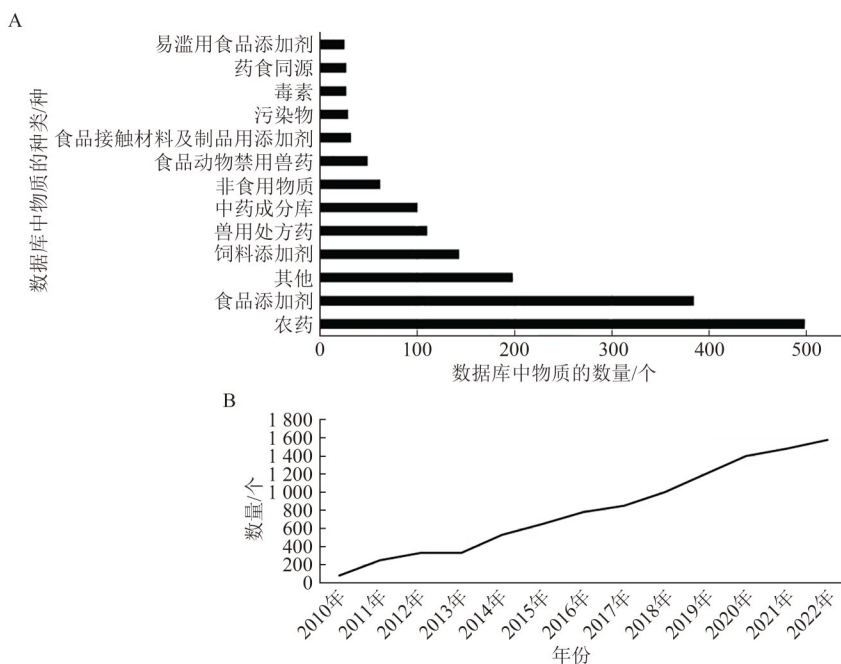 A
易滥用食品添加剂
药食同源
毒素
污染物
食品接触材料及制品用添加剂
食品动物禁用兽药
非食用物质
中药成分库
兽用处方药
饲料添加剂
其他
食品添加剂
农药
数据库中物质的种类/种
0 100 200 300 400 500
数据库中物质的数量/个
B
1 800
1 600
1 400
1 200
1 000
800
600
400
200
0
数量/个
2010年 2011年 2012年 2013年 2014年 2015年 2016年 2017年 2018年 2019年 2020年 2021年 2022年
年份